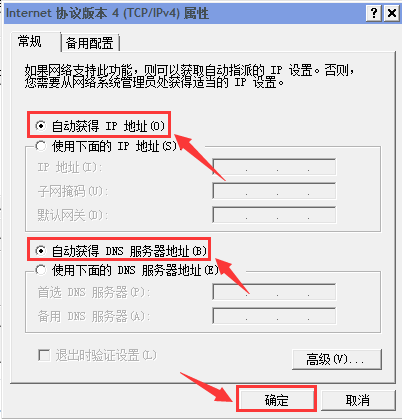 Internet 协议版本 4 (TCP/IPv4) 属性
常规 备用配置
如果网络支持此功能，则可以获取自动指派的 IP 设置。否则，
您需要从网络系统管理员处获得适当的 IP 设置。
自动获得 IP 地址(O)
使用下面的 IP 地址(S)
IP 地址(I):
子网掩码(U):
默认网关(D):
自动获得 DNS 服务器地址(B)
使用下面的 DNS 服务器地址(E)
首选 DNS 服务器(P):
备用 DNS 服务器(A):
退出时验证设置(L)
高级(V)...
确定 取消